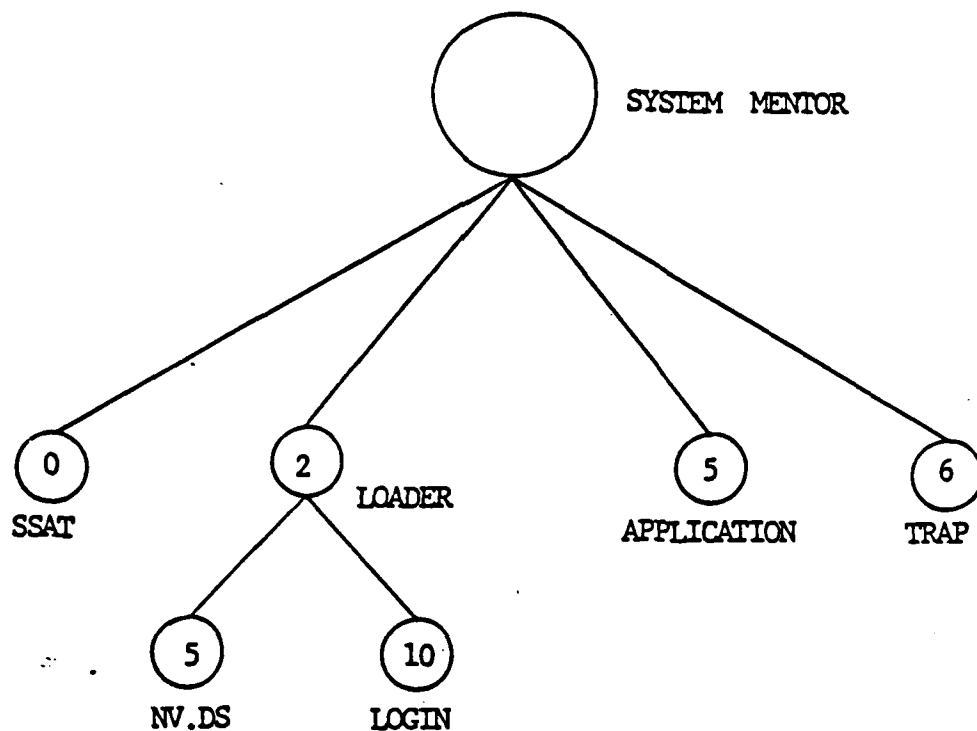 SYSTEM MENTOR
0
2
5
6
SSAT
LOADER
APPLICATION
TRAP
5
10
NV.DS
LOGIN